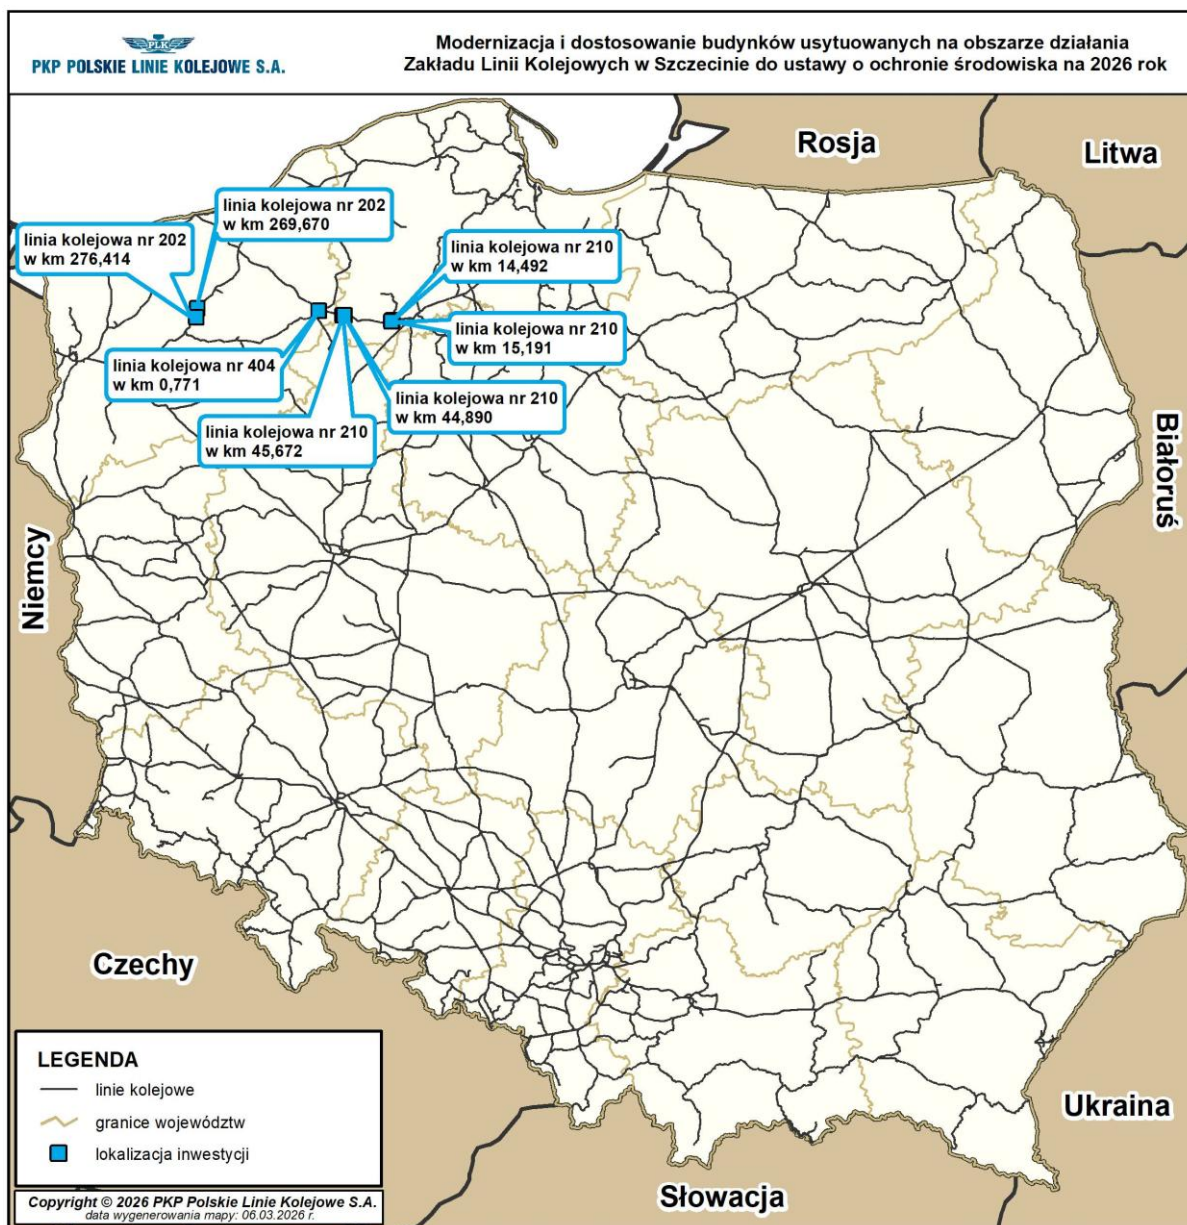 PLK
PKP POLSKIE LINIE KOLEJOWE S.A.
Modernizacja i dostosowanie budynków usytuowanych na obszarze działania
Zakładu Linii Kolejowych w Szczecinie do ustawy o ochronie środowiska na 2026 rok
Rosja
Litwa
linia kolejowa nr 202
w km 269,670
linia kolejowa nr 202
w km 276,414
linia kolejowa nr 210
w km 14,492
linia kolejowa nr 210
w km 15,191
linia kolejowa nr 404
w km 0,771
linia kolejowa nr 210
w km 44,890
linia kolejowa nr 210
w km 45,672
Białoruś
Niemcy
Czechy
LEGENDA
linie kolejowe
granice województw
lokalizacja inwestycji
Ukraina
Słowacja
Copyright © 2026 PKP Polskie Linie Kolejowe S.A.
data wygenerowania mapy: 06.03.2026 r.